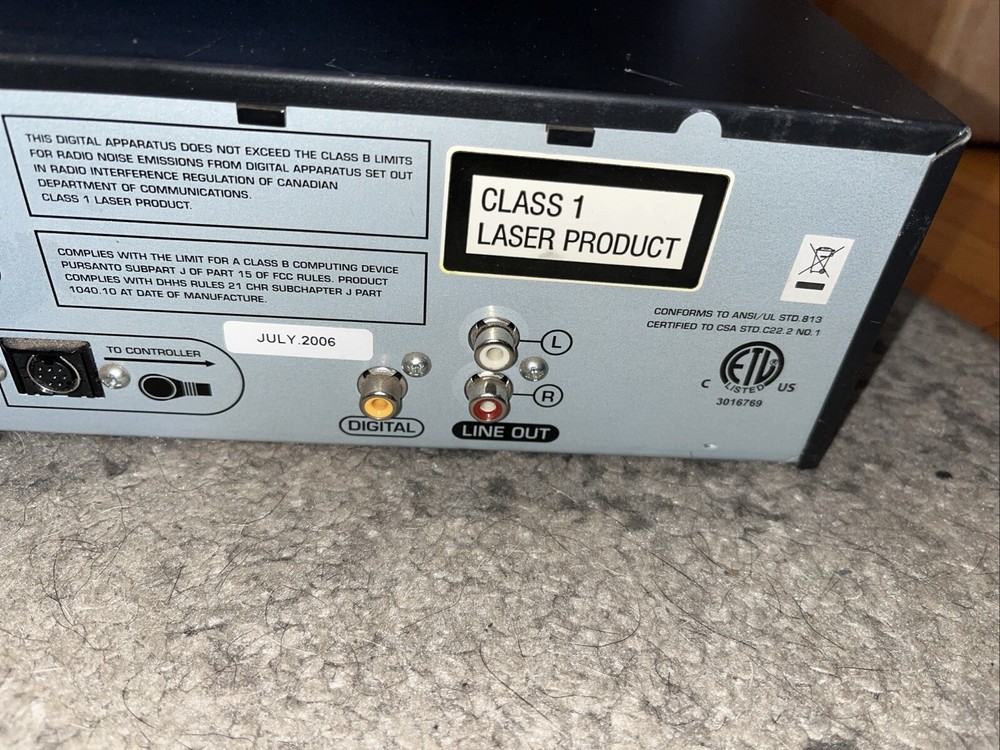 THIS DIGITAL APPARATUS DOES NOT EXCEED THE CLASS B LIMITS
FOR RADIO NOISE EMISSIONS FROM DIGITAL APPARATUS SET OUT
IN RADIO INTERFERENCE REGULATION OF CANADIAN
DEPARTMENT OF COMMUNICATIONS.
CLASS 1 LASER PRODUCT.
COMPLIES WITH THE LIMIT FOR A CLASS B COMPUTING DEVICE
PURSANTO SUBPART J OF PART 15 OF FCC RULES. PRODUCT
COMPLIES WITH DHHS RULES 21 CHR SUBCHAPTER J PART
1040.10 AT DATE OF MANUFACTURE.
CLASS 1
LASER PRODUCT
CONFORMS TO ANSI/UL STD.813
CERTIFIED TO CSA STD.C22.2 NO.1
TO CONTROLLER
JULY.2006
L
R
DIGITAL
LINE OUT
C ETL US
LISTED
3016769